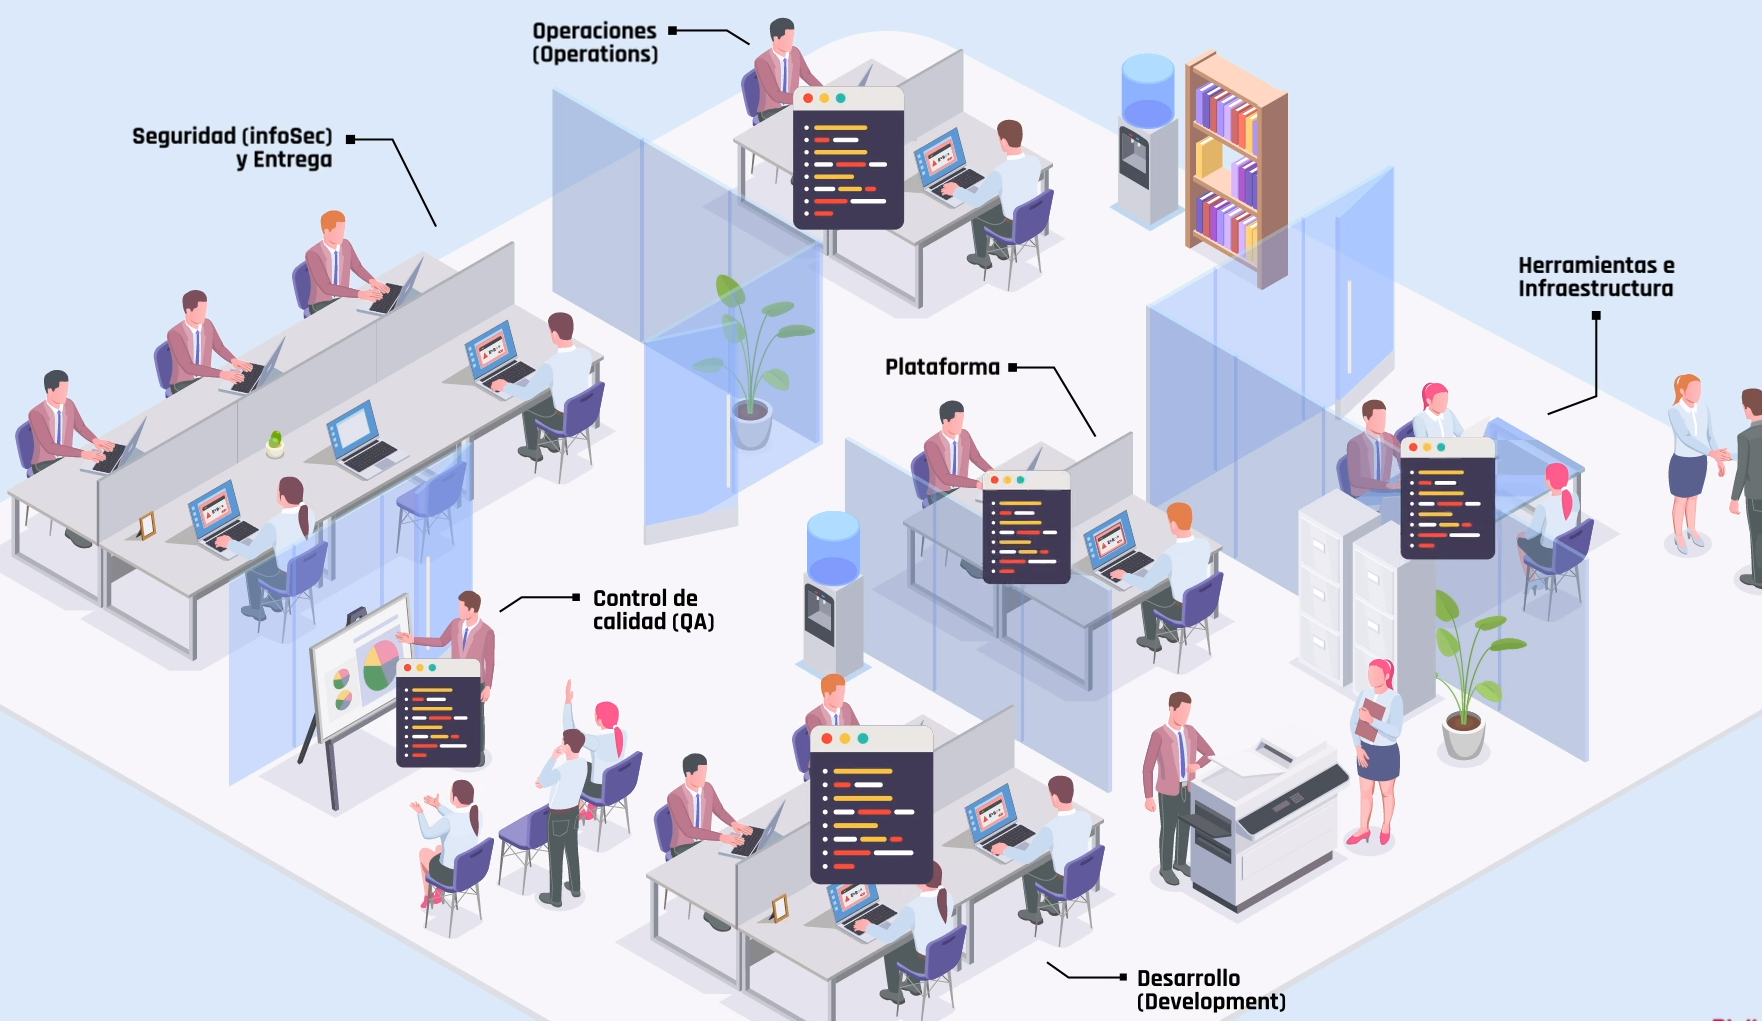 Operaciones
(Operations)
Seguridad (infoSec)
y Entrega
Herramientas e
Infraestructura
Plataforma
Control de
calidad (QA)
Desarrollo
(Development)